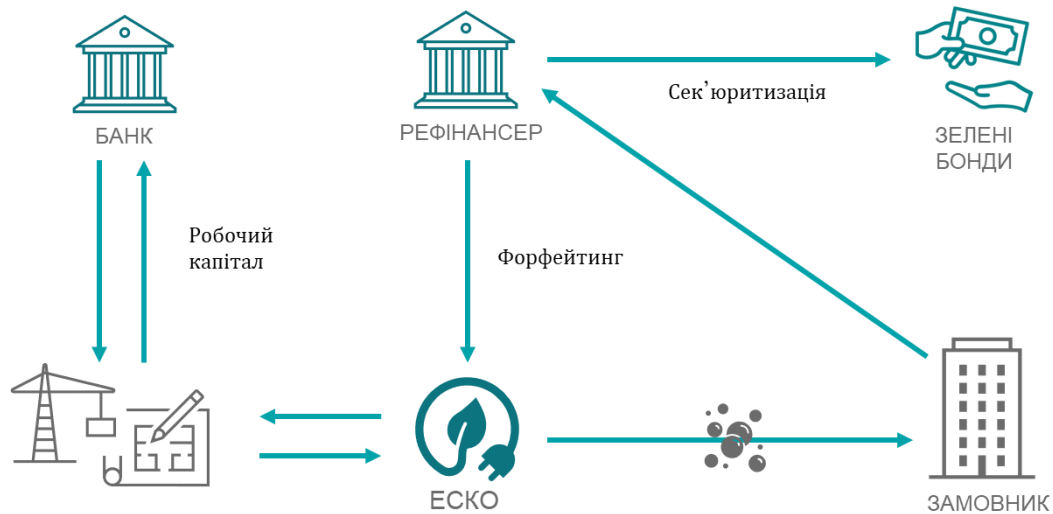 БАНК
РЕФІНАНСЕР
Сек’юритизація
ЗЕЛЕНІ
БОНДИ
Робочий
капітал
Форфейтинг
ЕСКО
ЗАМОВНИК